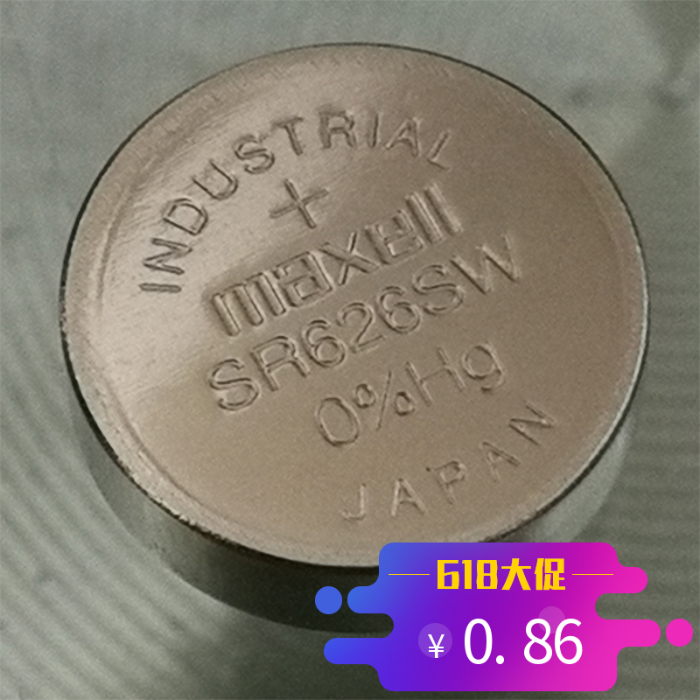 INDUSTRIAL
+
maxell
SR626SW
0%Hg
JAPAN
618大促
¥ 0.86